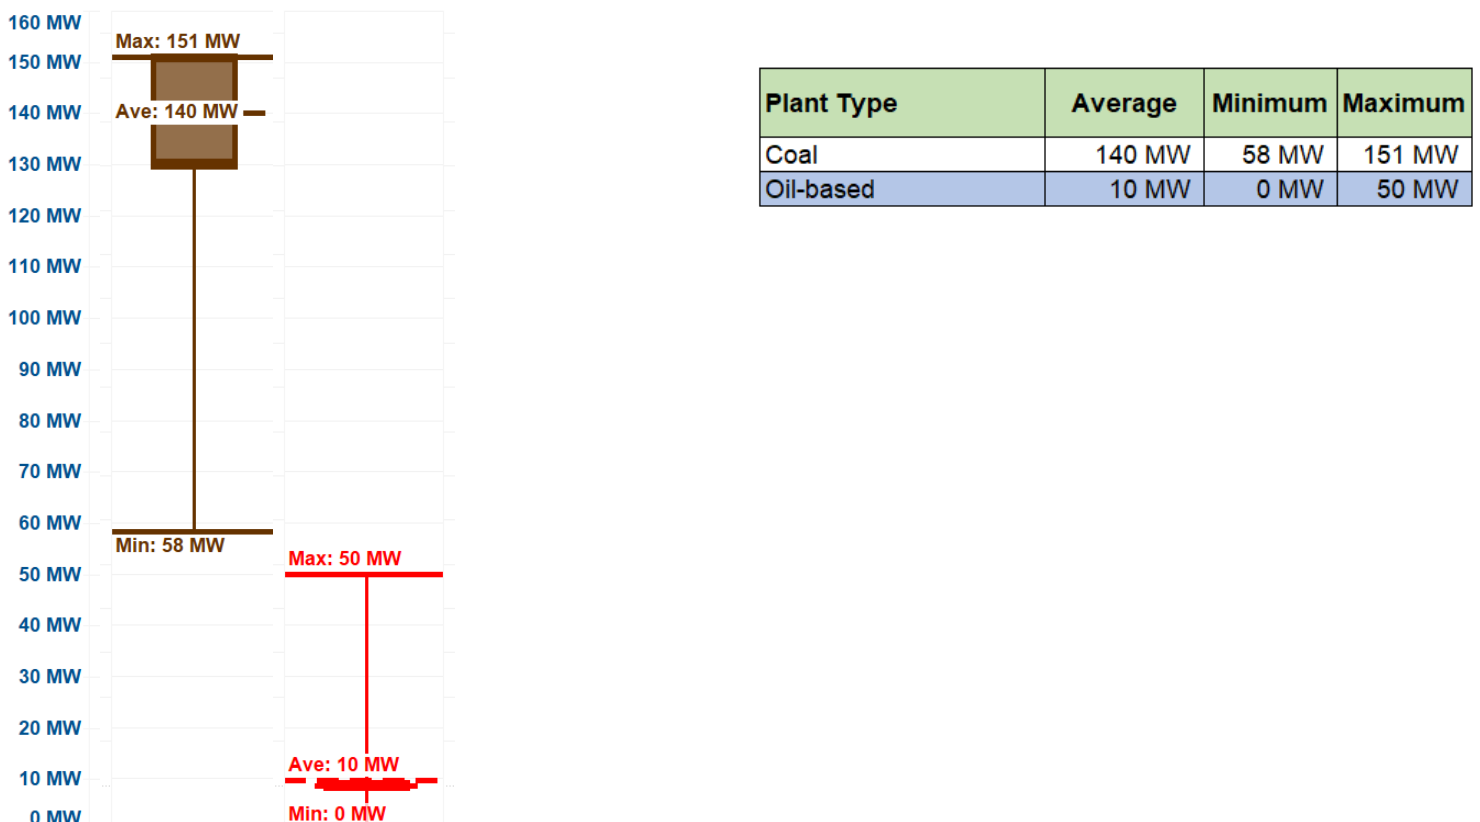 160 MW
150 MW
140 MW
130 MW
120 MW
110 MW
100 MW
90 MW
80 MW
70 MW
60 MW
50 MW
40 MW
30 MW
20 MW
10 MW
0 MW
Max: 151 MW
Ave: 140 MW
Min: 58 MW
Max: 50 MW
Ave: 10 MW
Min: 0 MW
Plant Type Average Minimum Maximum
Coal 140 MW 58 MW 151 MW
Oil-based 10 MW 0 MW 50 MW